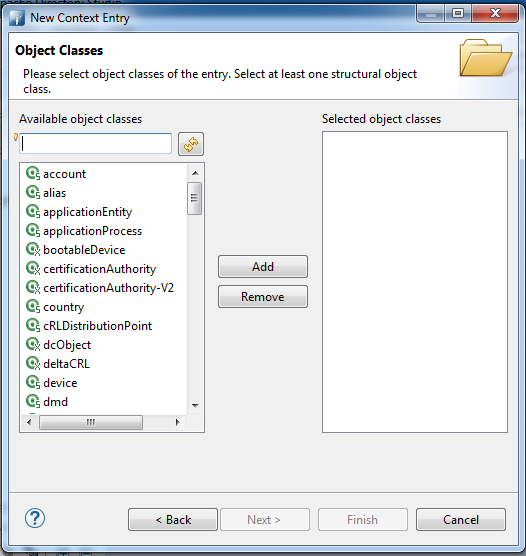 New Context Entry
Object Classes
Please select object classes of the entry. Select at least one structural object
class.
Available object classes
Selected object classes
account
alias
applicationEntity
applicationProcess
bootableDevice
certificationAuthority
certificationAuthority-V2
country
cRLDistributionPoint
dcObject
deltaCRL
device
dmd
Add
Remove
< Back
Next >
Finish
Cancel